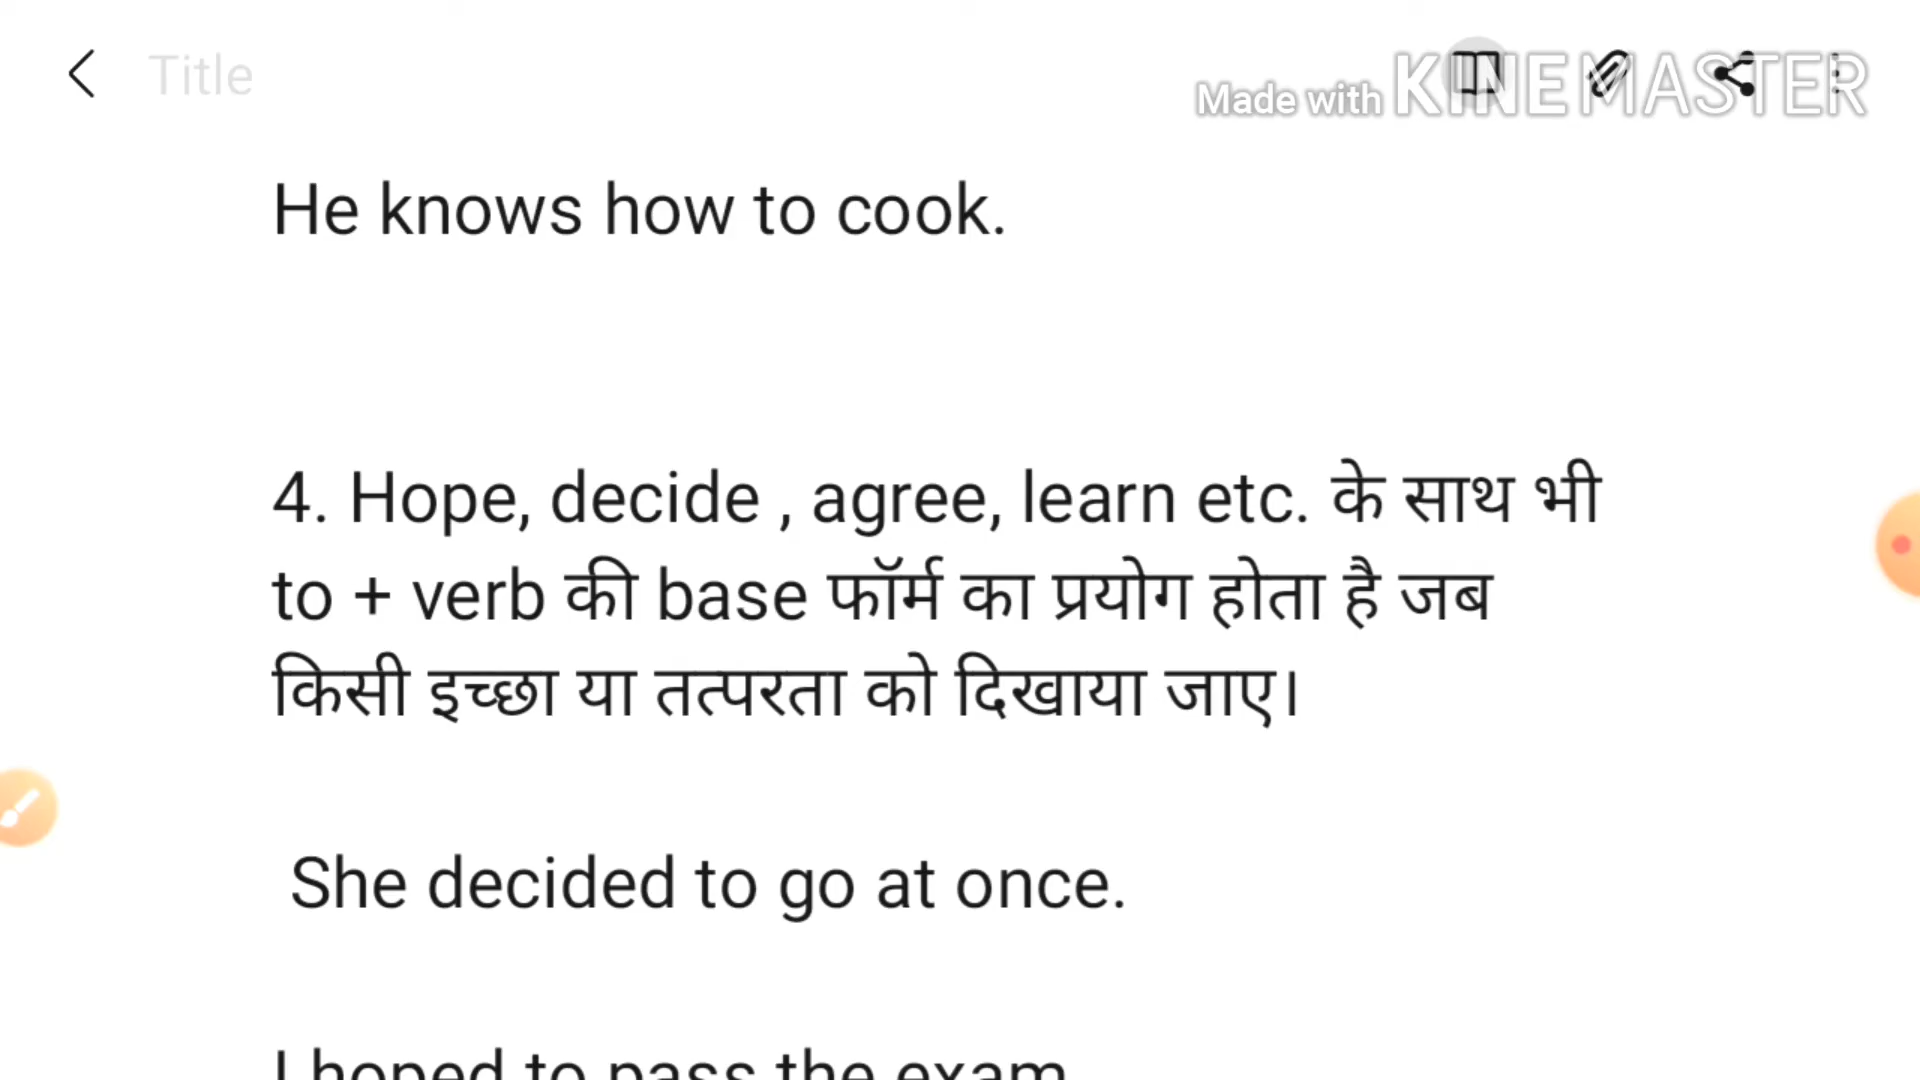 Title
Made with KINEMASTER
He knows how to cook.
4. Hope, decide , agree, learn etc. के साथ भी
to + verb की base फॉर्म का प्रयोग होता है जब
किसी इच्छा या तत्परता को दिखाया जाए।
She decided to go at once.
I hoped to pass the exam